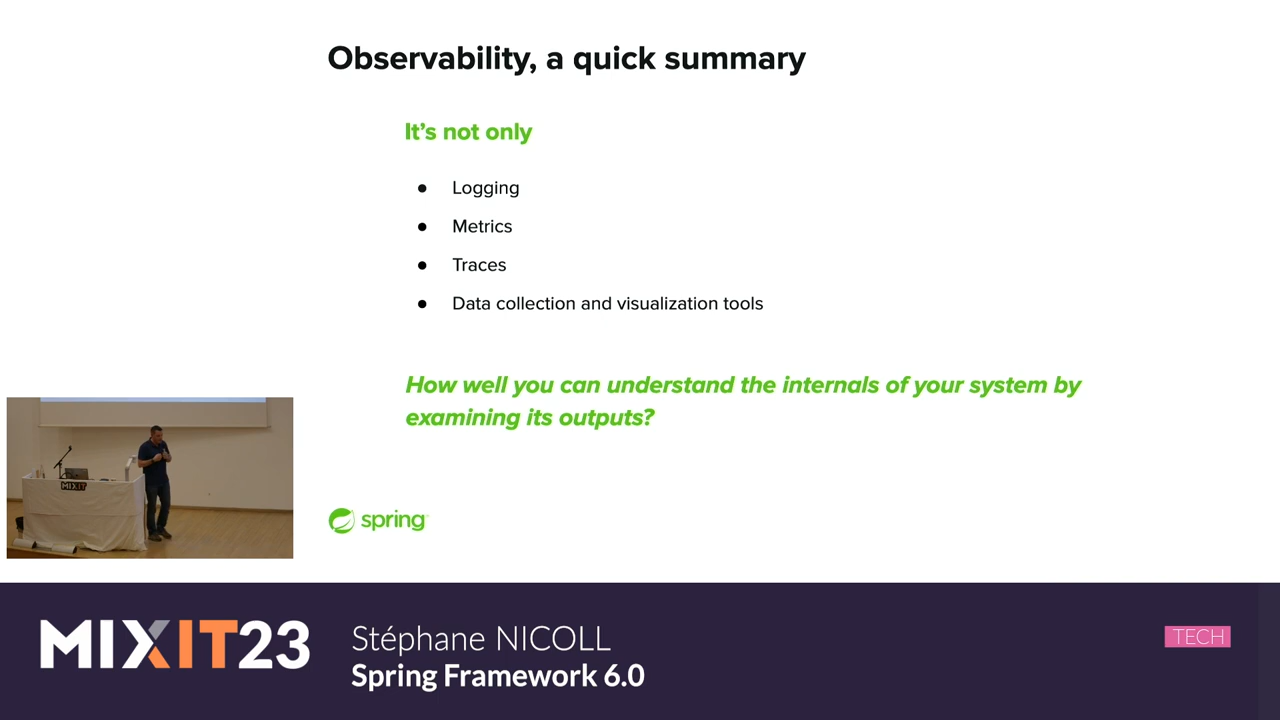 Observability, a quick summary
It's not only
● Logging
● Metrics
● Traces
● Data collection and visualization tools
How well you can understand the internals of your system by
examining its outputs?
MIXIT
spring
MIXIT23
Stéphane NICOLL
Spring Framework 6.0
TECH